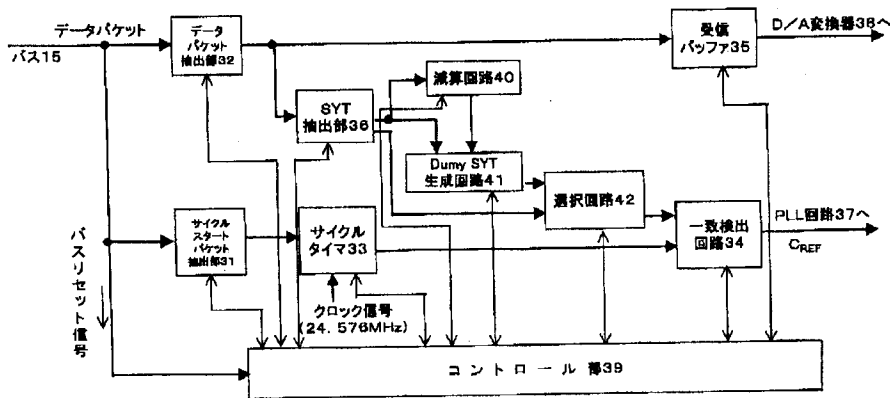 データパケット
バス15
データ
パケット
抽出部32
受信
バッファ35
D/A変換器38へ
減算回路40
SYT
抽出部36
Dumy SYT
生成回路41
選択回路42
サイクル
スタート
パケット
抽出部31
サイクル
タイマ33
一致検出
回路34
PLL回路37へ
CREF
バスリセット信号
クロック信号
(24. 576MHz)
コントロール 部39